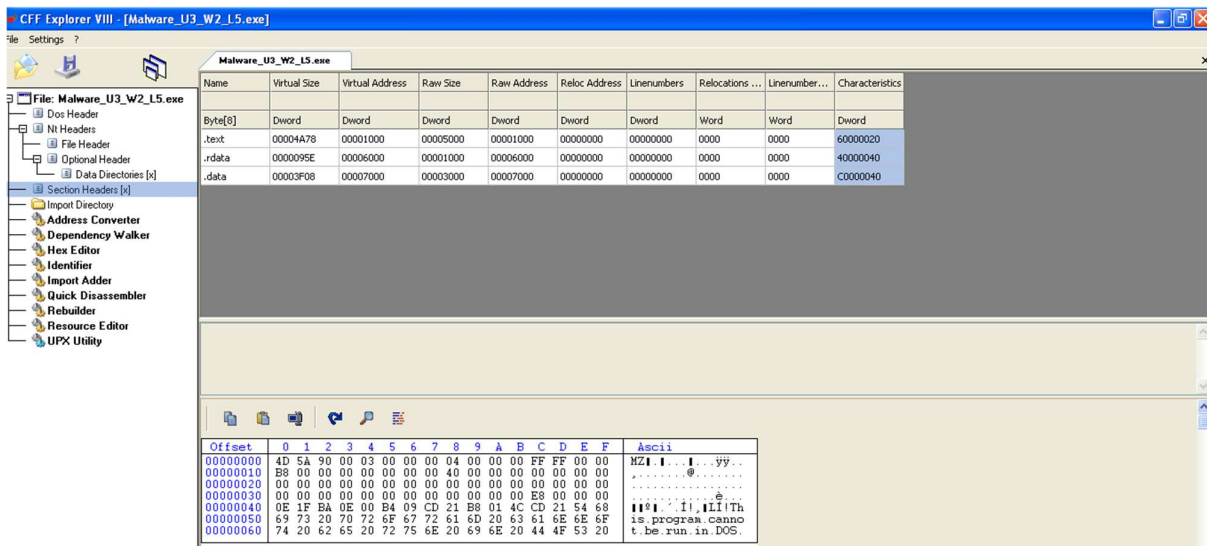 CFF Explorer VIII - [Malware_U3_W2_L5.exe]
File Settings ?
Malware_U3_W2_L5.exe
File: Malware_U3_W2_L5.exe
Dos Header
Nt Headers
File Header
Optional Header
Data Directories [x]
Section Headers [x]
Import Directory
Address Converter
Dependency Walker
Hex Editor
Identifier
Import Adder
Quick Disassembler
Rebuilder
Resource Editor
UPX Utility
Name Virtual Size Virtual Address Raw Size Raw Address Reloc Address Linenumbers Relocations ... Linenumber... Characteristics
Byte[8] Dword Dword Dword Dword Dword Dword Word Word Dword
.text 00004A78 00001000 00005000 00001000 00000000 00000000 0000 0000 60000020
.rdata 0000095E 00006000 00001000 00006000 00000000 00000000 0000 0000 40000040
.data 00003F08 00007000 00003000 00007000 00000000 00000000 0000 0000 C0000040
Offset 0 1 2 3 4 5 6 7 8 9 A B C D E F Ascii
00000000 4D 5A 90 00 03 00 00 00 04 00 00 00 FF FF 00 00 MZ▌.▌...▌...ÿÿ..
00000010 B8 00 00 00 00 00 00 00 40 00 00 00 00 00 00 00 ¸.......@.......
00000020 00 00 00 00 00 00 00 00 00 00 00 00 00 00 00 00 ................
00000030 00 00 00 00 00 00 00 00 00 00 00 00 E8 00 00 00 ............è...
00000040 0E 1F BA 0E 00 B4 09 CD 21 B8 01 4C CD 21 54 68 ▌▌º▌.´.Í!¸▌LÍ!Th
00000050 69 73 20 70 72 6F 67 72 61 6D 20 63 61 6E 6E 6F is.program.canno
00000060 74 20 62 65 20 72 75 6E 20 69 6E 20 44 4F 53 20 t.be.run.in.DOS.